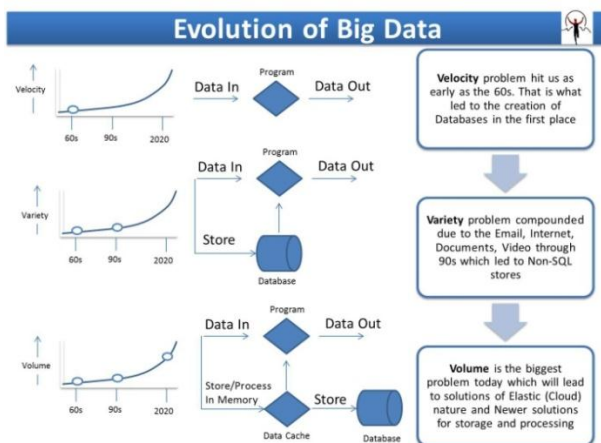 Evolution of Big Data
Velocity
60s
90s
2020
Data In
Program
Data Out
Velocity problem hit us as
early as the 60s. That is what
led to the creation of
Databases in the first place
Variety
60s
90s
2020
Data In
Program
Data Out
Store
Database
Variety problem compounded
due to the Email, Internet,
Documents, Video through
90s which led to Non-SQL
stores
Volume
60s
90s
2020
Data In
Program
Data Out
Store/Process
In Memory
Data Cache
Store
Database
Volume is the biggest
problem today which will lead
to solutions of Elastic (Cloud)
nature and Newer solutions
for storage and processing